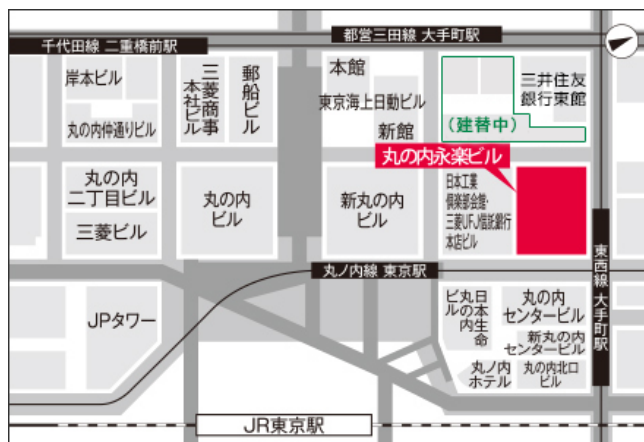 千代田線 二重橋前駅
都営三田線 大手町駅
岸本ビル
丸の内仲通りビル
三菱商事
本社ビル
郵船ビル
本館
東京海上日動ビル
新館
三井住友
銀行東館
(建替中)
丸の内永楽ビル
丸の内
二丁目ビル
三菱ビル
丸の内
ビル
新丸の内
ビル
日本工業
倶楽部会館・
三菱UFJ信託銀行
本店ビル
東西線 大手町駅
丸ノ内線 東京駅
JPタワー
日本生命
丸の内
ビル
丸の内
センタービル
新丸の内
センタービル
丸ノ内
ホテル
丸の内北口
ビル
JR東京駅